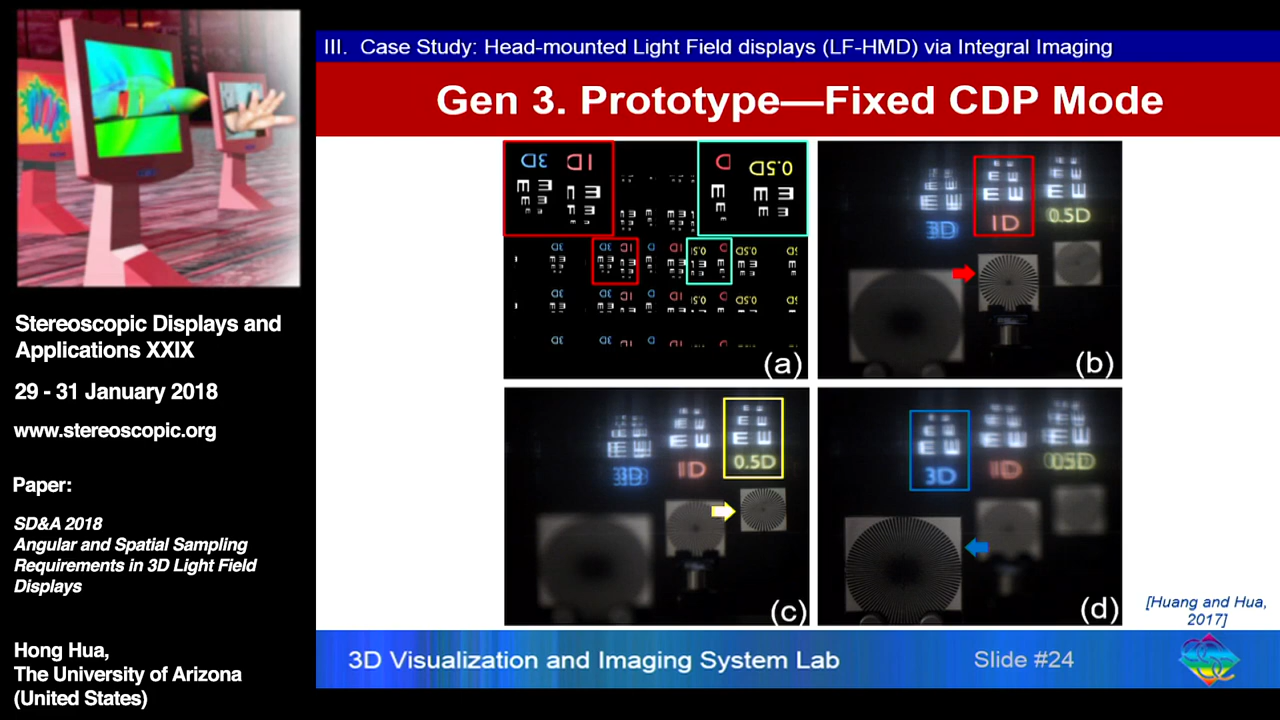 Stereoscopic Displays and
Applications XXIX
29 - 31 January 2018
www.stereoscopic.org
Paper:
SD&A 2018
Angular and Spatial Sampling
Requirements in 3D Light Field
Displays
Hong Hua,
The University of Arizona
(United States)
III. Case Study: Head-mounted Light Field displays (LF-HMD) via Integral Imaging
Gen 3. Prototype—Fixed CDP Mode
3D 1D
D 0.5D
(a)
3D 1D 0.5D
(b)
3D 1D 0.5D
(c)
3D 1D 0.5D
(d)
[Huang and Hua,
2017]
3D Visualization and Imaging System Lab
Slide #24